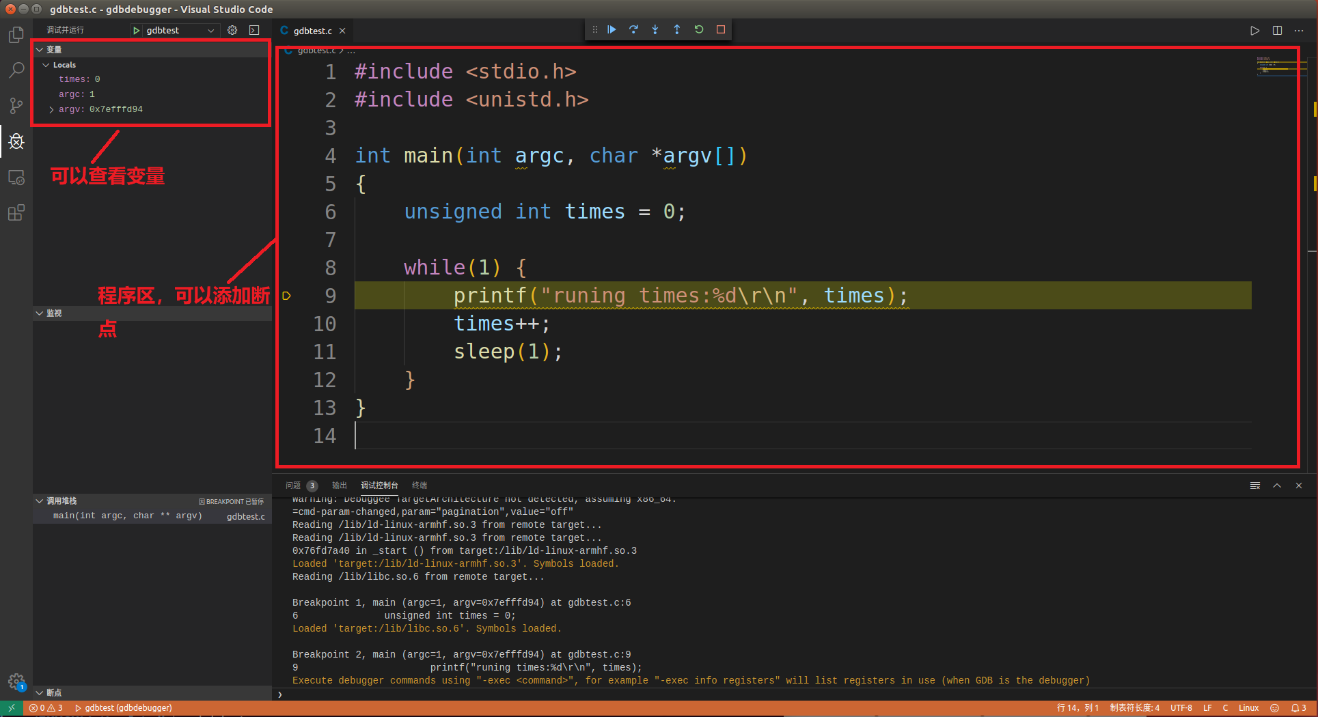 gdbtest.c - gdbdebugger - Visual Studio Code
调试并运行 gdbtest
变量
Locals
times: 0
argc: 1
argv: 0x7efffd94
可以查看变量
程序区，可以添加断
点
监视
调用堆栈 因 BREAKPOINT 已暂停
main(int argc, char ** argv) gdbtest.c
断点
gdbtest.c
gdbtest.c > ...
1 #include <stdio.h>
2 #include <unistd.h>
3
4 int main(int argc, char *argv[])
5 {
6 unsigned int times = 0;
7
8 while(1) {
9 printf("runing times:%d\r\n", times);
10 times++;
11 sleep(1);
12 }
13 }
14
问题 3 输出 调试控制台 终端
warning: Debuggee TargetArchitecture not detected, assuming x86_64.
=cmd-param-changed,param="pagination",value="off"
Reading /lib/ld-linux-armhf.so.3 from remote target...
Reading /lib/ld-linux-armhf.so.3 from remote target...
0x76fd7a40 in _start () from target:/lib/ld-linux-armhf.so.3
Loaded 'target:/lib/ld-linux-armhf.so.3'. Symbols loaded.
Reading /lib/libc.so.6 from remote target...
Breakpoint 1, main (argc=1, argv=0x7efffd94) at gdbtest.c:6
6 unsigned int times = 0;
Loaded 'target:/lib/libc.so.6'. Symbols loaded.
Breakpoint 2, main (argc=1, argv=0x7efffd94) at gdbtest.c:9
9 printf("runing times:%d\r\n", times);
Execute debugger commands using "-exec <command>", for example "-exec info registers" will list registers in use (when GDB is the debugger)
1
0 3 gdbtest (gdbdebugger) 行 14，列 1 制表符长度: 4 UTF-8 LF C Linux 3